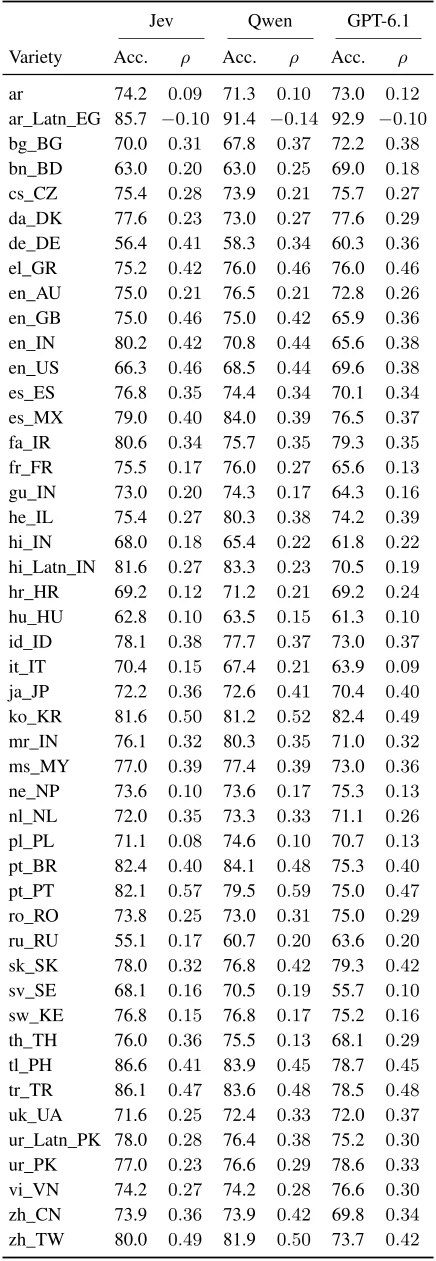 Jev Qwen GPT-6.1
Variety Acc. ρ Acc. ρ Acc. ρ
ar 74.2 0.09 71.3 0.10 73.0 0.12
ar_Latn_EG 85.7 −0.10 91.4 −0.14 92.9 −0.10
bg_BG 70.0 0.31 67.8 0.37 72.2 0.38
bn_BD 63.0 0.20 63.0 0.25 69.0 0.18
cs_CZ 75.4 0.28 73.9 0.21 75.7 0.27
da_DK 77.6 0.23 73.0 0.27 77.6 0.29
de_DE 56.4 0.41 58.3 0.34 60.3 0.36
el_GR 75.2 0.42 76.0 0.46 76.0 0.46
en_AU 75.0 0.21 76.5 0.21 72.8 0.26
en_GB 75.0 0.46 75.0 0.42 65.9 0.36
en_IN 80.2 0.42 70.8 0.44 65.6 0.38
en_US 66.3 0.46 68.5 0.44 69.6 0.38
es_ES 76.8 0.35 74.4 0.34 70.1 0.34
es_MX 79.0 0.40 84.0 0.39 76.5 0.37
fa_IR 80.6 0.34 75.7 0.35 79.3 0.35
fr_FR 75.5 0.17 76.0 0.27 65.6 0.13
gu_IN 73.0 0.20 74.3 0.17 64.3 0.16
he_IL 75.4 0.27 80.3 0.38 74.2 0.39
hi_IN 68.0 0.18 65.4 0.22 61.8 0.22
hi_Latn_IN 81.6 0.27 83.3 0.23 70.5 0.19
hr_HR 69.2 0.12 71.2 0.21 69.2 0.24
hu_HU 62.8 0.10 63.5 0.15 61.3 0.10
id_ID 78.1 0.38 77.7 0.37 73.0 0.37
it_IT 70.4 0.15 67.4 0.21 63.9 0.09
ja_JP 72.2 0.36 72.6 0.41 70.4 0.40
ko_KR 81.6 0.50 81.2 0.52 82.4 0.49
mr_IN 76.1 0.32 80.3 0.35 71.0 0.32
ms_MY 77.0 0.39 77.4 0.39 73.0 0.36
ne_NP 73.6 0.10 73.6 0.17 75.3 0.13
nl_NL 72.0 0.35 73.3 0.33 71.1 0.26
pl_PL 71.1 0.08 74.6 0.10 70.7 0.13
pt_BR 82.4 0.40 84.1 0.48 75.3 0.40
pt_PT 82.1 0.57 79.5 0.59 75.0 0.47
ro_RO 73.8 0.25 73.0 0.31 75.0 0.29
ru_RU 55.1 0.17 60.7 0.20 63.6 0.20
sk_SK 78.0 0.32 76.8 0.42 79.3 0.42
sv_SE 68.1 0.16 70.5 0.19 55.7 0.10
sw_KE 76.8 0.15 76.8 0.17 75.2 0.16
th_TH 76.0 0.36 75.5 0.13 68.1 0.29
tl_PH 86.6 0.41 83.9 0.45 78.7 0.45
tr_TR 86.1 0.47 83.6 0.48 78.5 0.48
uk_UA 71.6 0.25 72.4 0.33 72.0 0.37
ur_Latn_PK 78.0 0.28 76.4 0.38 75.2 0.30
ur_PK 77.0 0.23 76.6 0.29 78.6 0.33
vi_VN 74.2 0.27 74.2 0.28 76.6 0.30
zh_CN 73.9 0.36 73.9 0.42 69.8 0.34
zh_TW 80.0 0.49 81.9 0.50 73.7 0.42